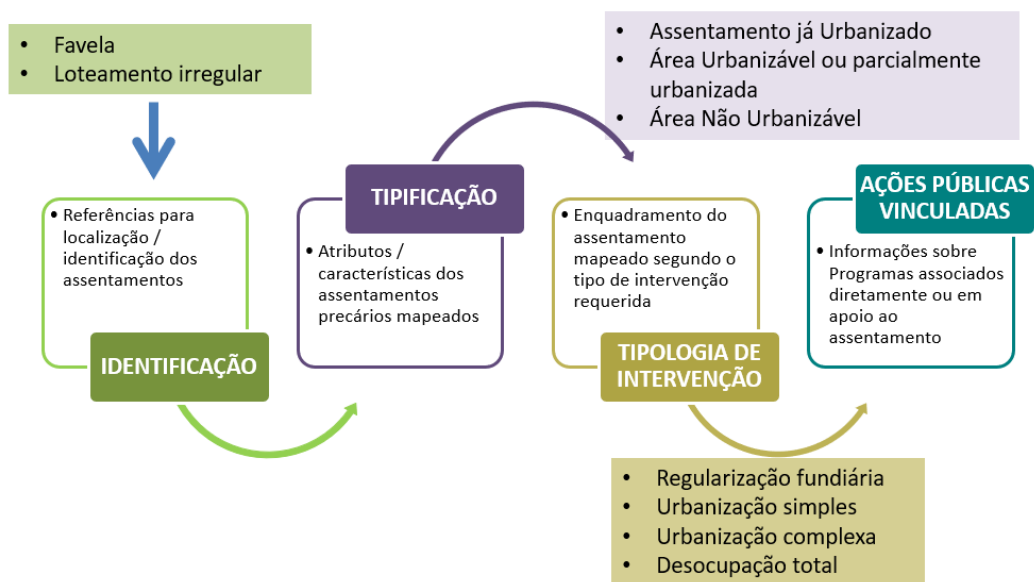 • Favela
• Loteamento irregular
• Assentamento já Urbanizado
• Área Urbanizável ou parcialmente
urbanizada
• Área Não Urbanizável
• Referências para
localização /
identificação dos
assentamentos
IDENTIFICAÇÃO
TIPIFICAÇÃO
• Atributos /
características dos
assentamentos
precários mapeados
• Enquadramento do
assentamento
mapeado segundo o
tipo de intervenção
requerida
TIPOLOGIA DE
INTERVENÇÃO
AÇÕES PÚBLICAS
VINCULADAS
• Informações sobre
Programas associados
diretamente ou em
apoio ao
assentamento
• Regularização fundiária
• Urbanização simples
• Urbanização complexa
• Desocupação total